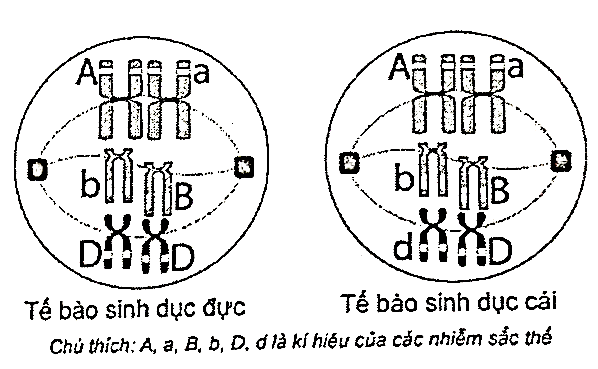 A a A a
b B b B
D D d D
Tế bào sinh dục đực Tế bào sinh dục cái
Chú thích: A, a, B, b, D, d là kí hiệu của các nhiễm sắc thể